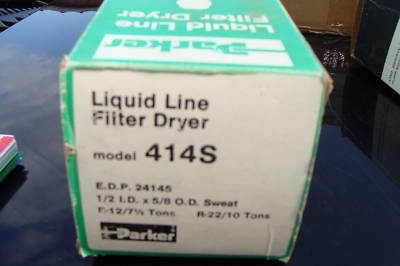 Parker
Liquid Line
Filter Dryer
Liquid Line
Filter Dryer
model 414S
E.D.P. 24145
1/2 I.D. x 5/8 O.D. Sweat
F-12/7½ Tons R-22/10 Tons
Parker